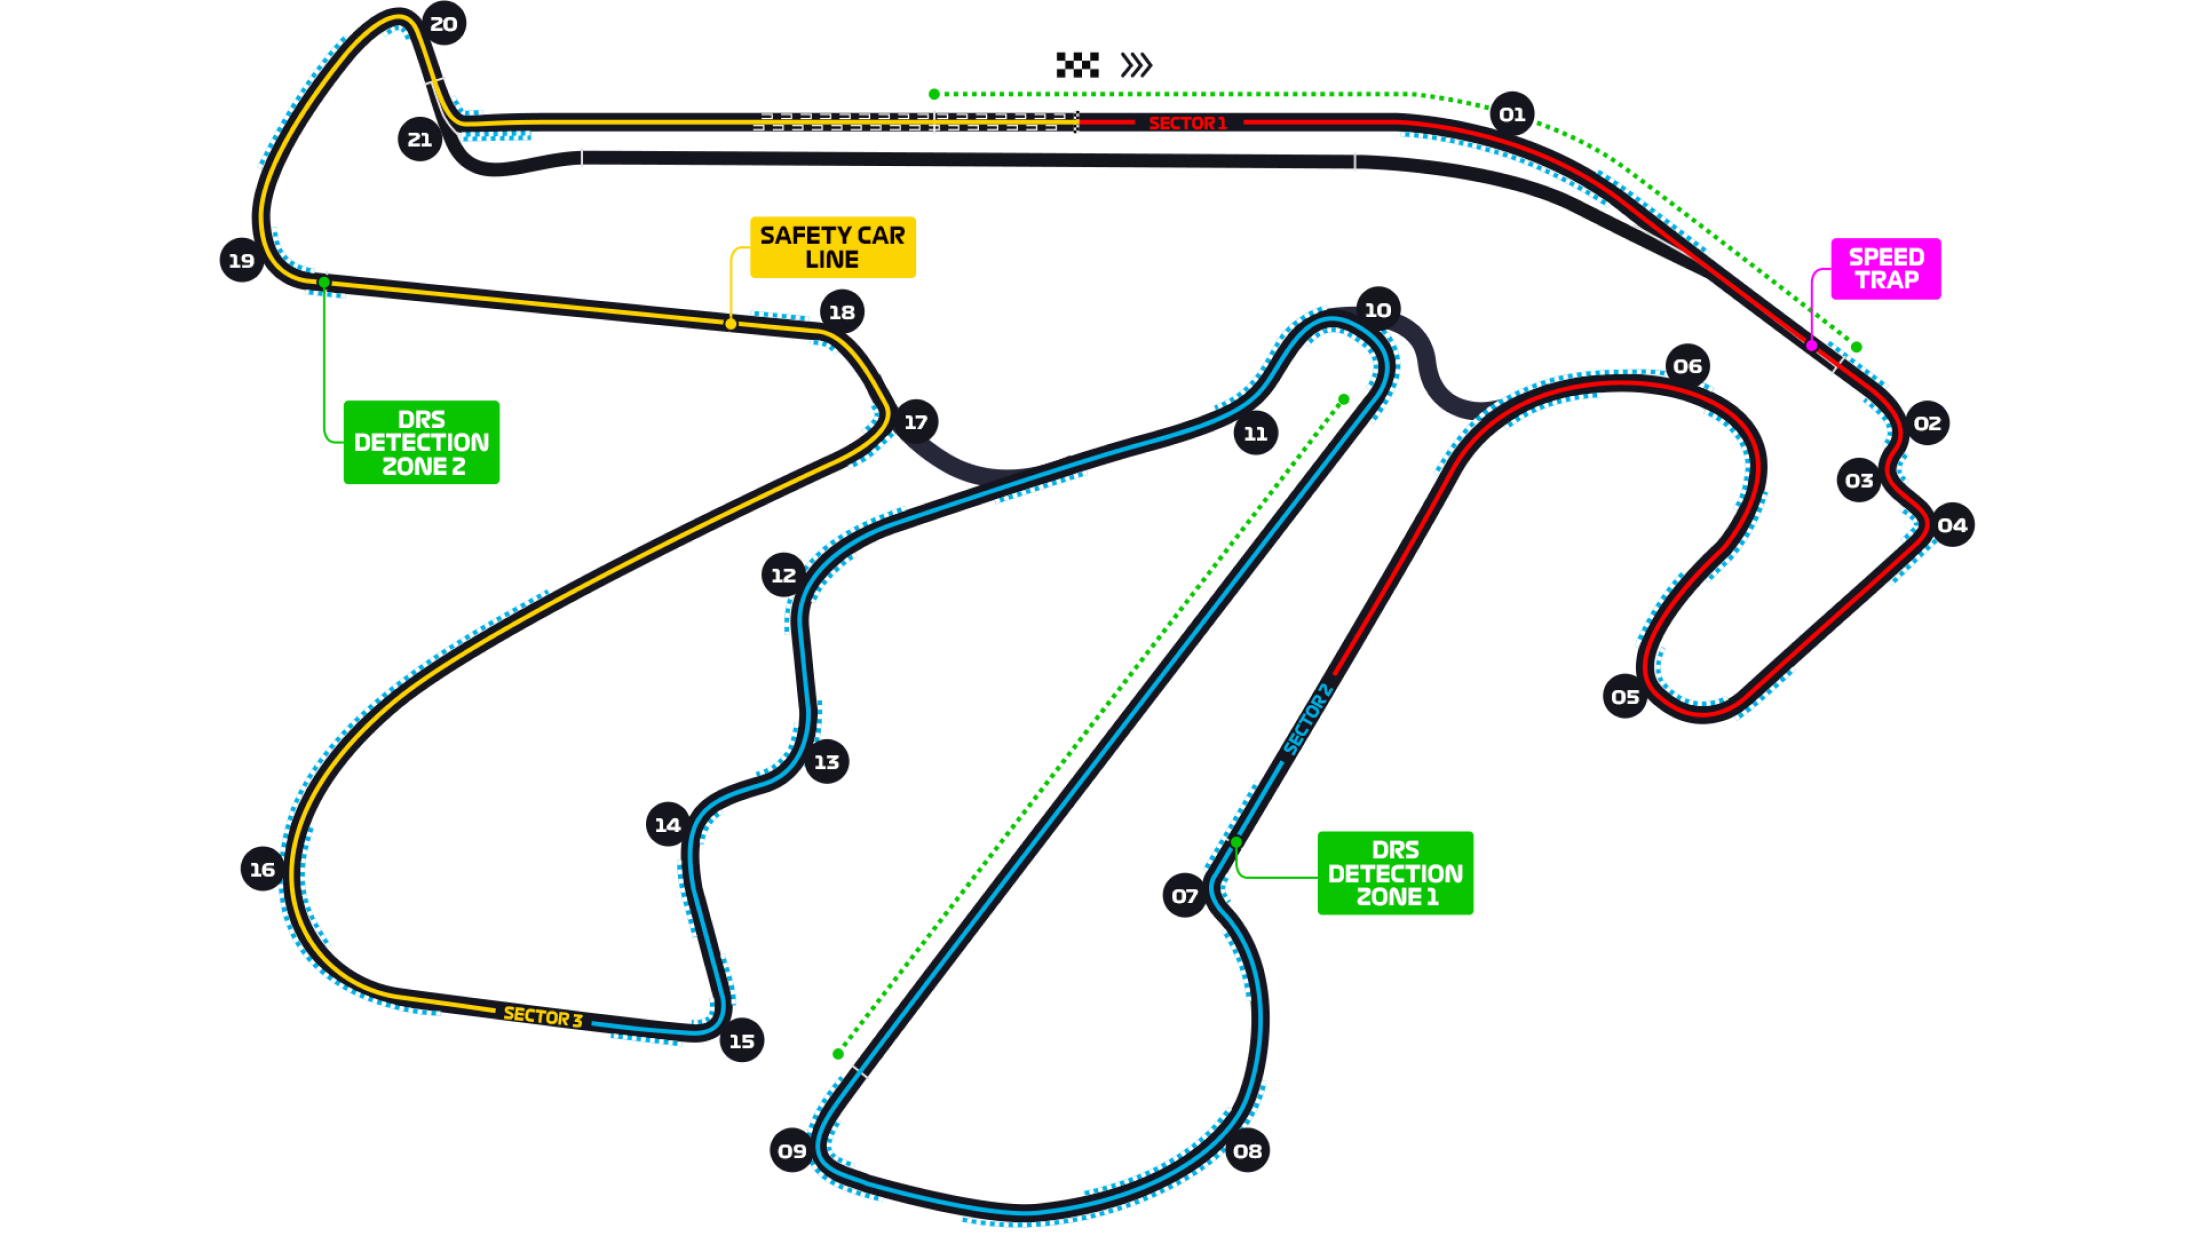 20
01
SECTOR 1
21
SAFETY CAR
LINE
SPEED
TRAP
19
18
10
06
02
17
11
03
04
DRS
DETECTION
ZONE 2
12
05
SECTOR 2
13
14
16
07
DRS
DETECTION
ZONE 1
SECTOR 3
15
09
08